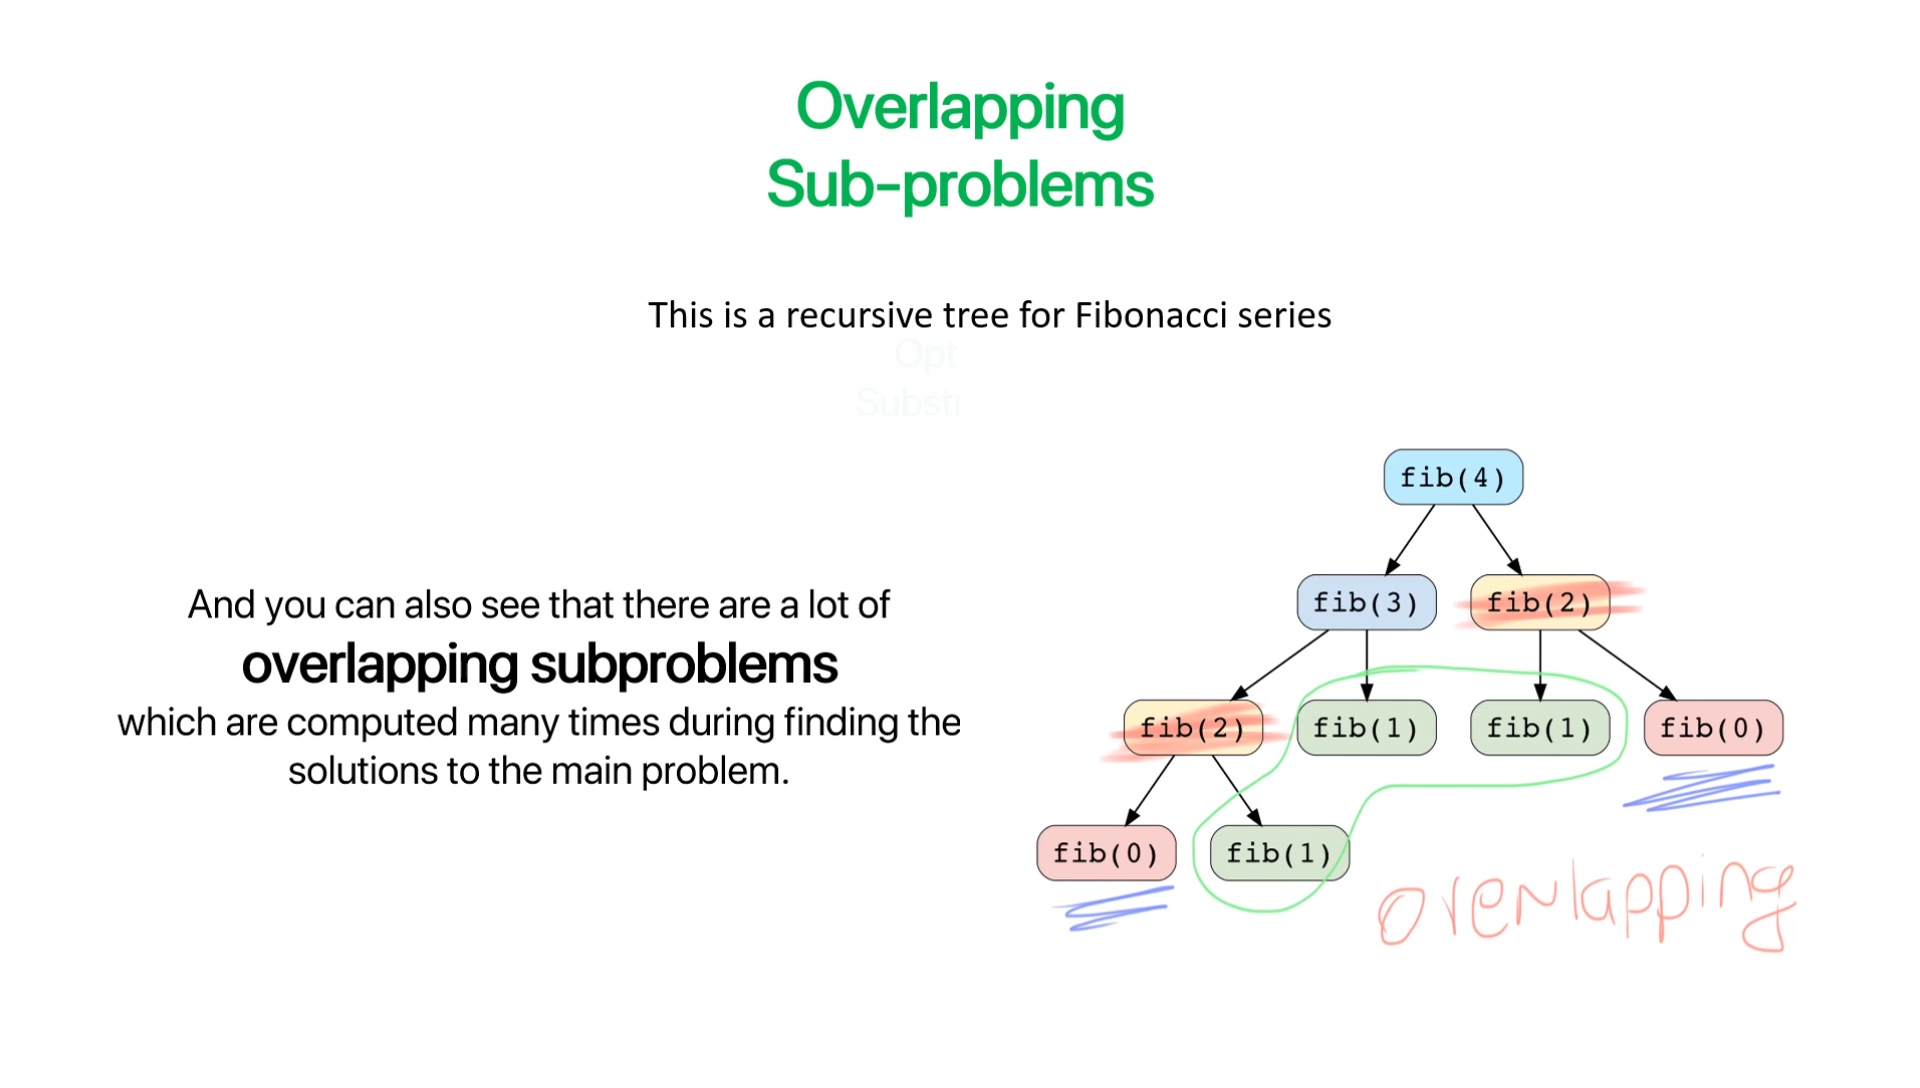 Overlapping
Sub-problems
This is a recursive tree for Fibonacci series
Opt
Substr
And you can also see that there are a lot of
overlapping subproblems
which are computed many times during finding the
solutions to the main problem.
fib(4)
fib(3) fib(2)
fib(2) fib(1) fib(1) fib(0)
fib(0) fib(1)
overlapping